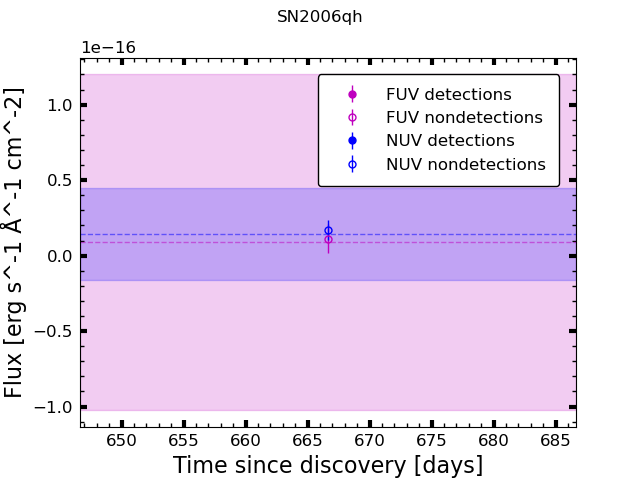 SN2006qh
1e−16
1.0
0.5
0.0
−0.5
−1.0
Flux [erg s^-1 Å^-1 cm^-2]
FUV detections
FUV nondetections
NUV detections
NUV nondetections
650 655 660 665 670 675 680 685
Time since discovery [days]